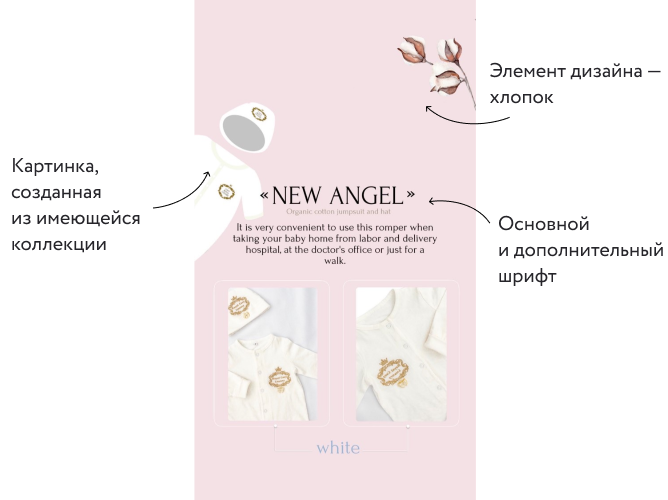 Элемент дизайна —
хлопок
Картинка,
созданная
из имеющейся
коллекции
«NEW ANGEL»
Organic cotton jumpsuit and hat
Основной
и дополнительный
шрифт
It is very convenient to use this romper when
taking your baby home from labor and delivery
hospital, at the doctor's office or just for a
walk.
white